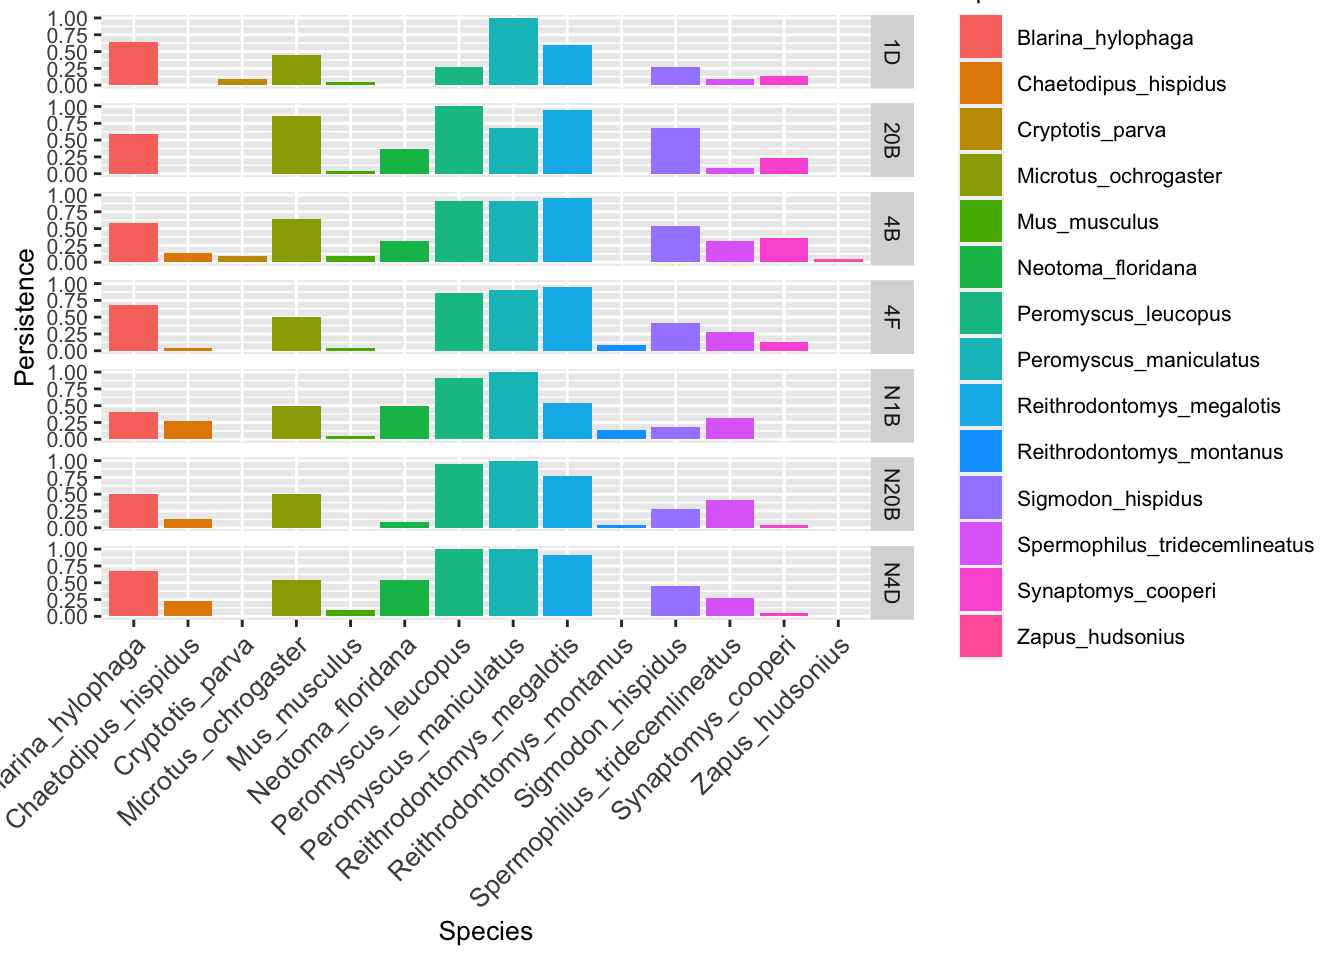 Persistence
1.00
0.75
0.50
0.25
0.00
1D
1.00
0.75
0.50
0.25
0.00
20B
1.00
0.75
0.50
0.25
0.00
4B
1.00
0.75
0.50
0.25
0.00
4F
1.00
0.75
0.50
0.25
0.00
N1B
1.00
0.75
0.50
0.25
0.00
N20B
1.00
0.75
0.50
0.25
0.00
N4D
arina_hylophaga
Chaetodipus_hispidus
Cryptotis_parva
Microtus_ochrogaster
Mus_musculus
Neotoma_floridana
Peromyscus_leucopus
Peromyscus_maniculatus
Reithrodontomys_megalotis
Reithrodontomys_montanus
Sigmodon_hispidus
Spermophilus_tridecemlineatus
Synaptomys_cooperi
Zapus_hudsonius
Species
Blarina_hylophaga
Chaetodipus_hispidus
Cryptotis_parva
Microtus_ochrogaster
Mus_musculus
Neotoma_floridana
Peromyscus_leucopus
Peromyscus_maniculatus
Reithrodontomys_megalotis
Reithrodontomys_montanus
Sigmodon_hispidus
Spermophilus_tridecemlineatus
Synaptomys_cooperi
Zapus_hudsonius